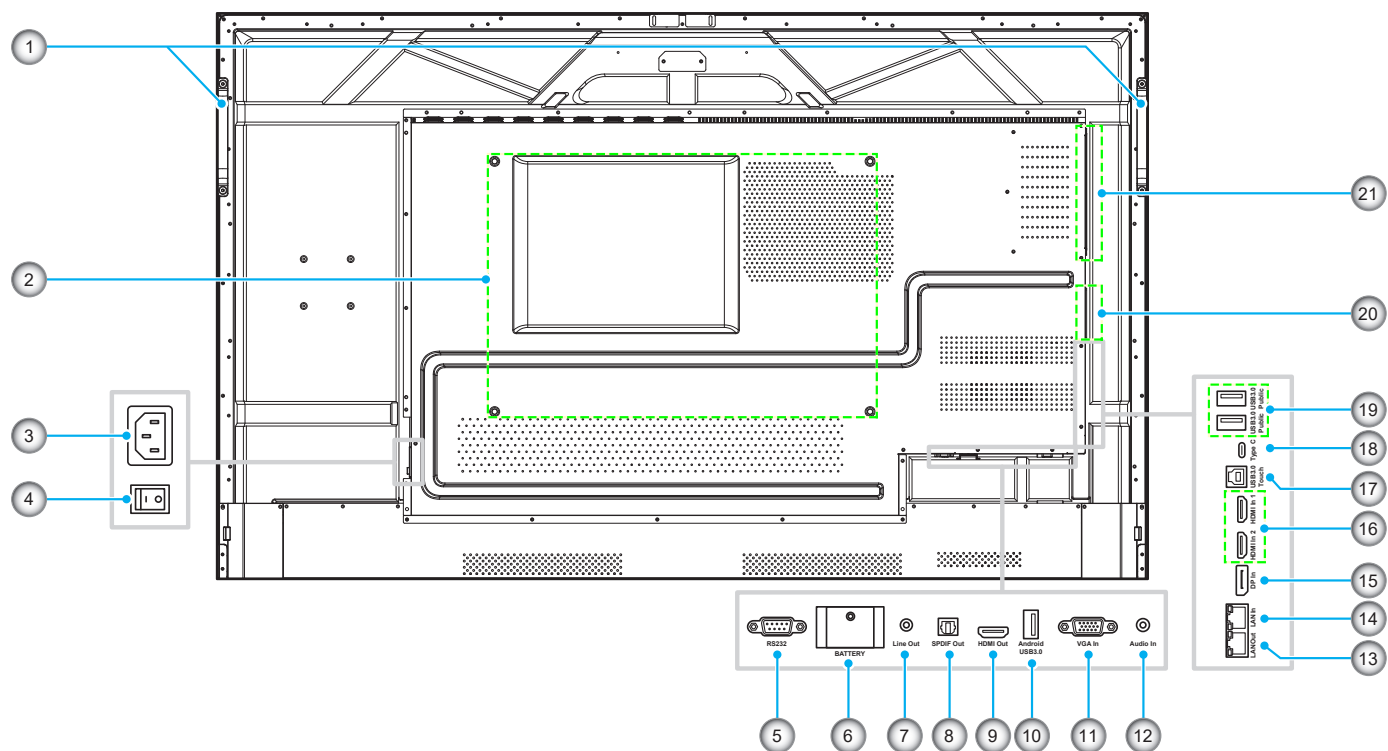 1
2
3
4
21
20
USB3.0 Public
USB3.0 Public
Type C
USB3.0 Touch
HDMI In 1
HDMI In 2
DP In
LAN In
LANOut
19
18
17
16
15
14
13
RS232
BATTERY
Line Out
SPDIF Out
HDMI Out
Android
USB3.0
VGA In
Audio In
5
6
7
8
9
10
11
12